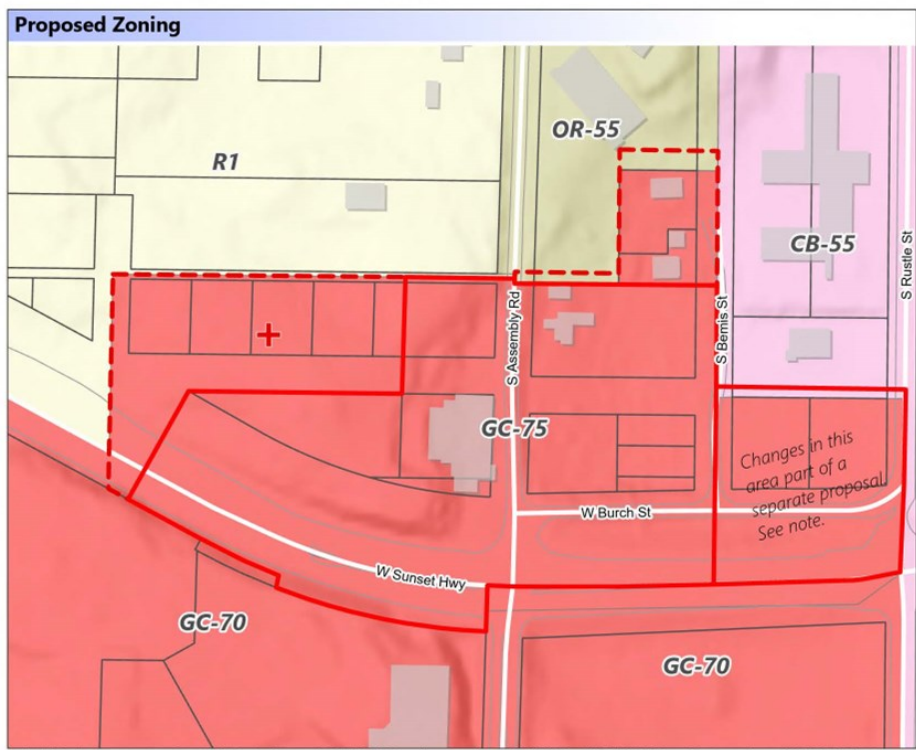 Proposed Zoning
R1
OR-55
CB-55
S Rustle St
S Assembly Rd
S Bemis St
GC-75
Changes in this
area part of a
separate proposal.
See note.
W Burch St
W Sunset Hwy
GC-70
GC-70